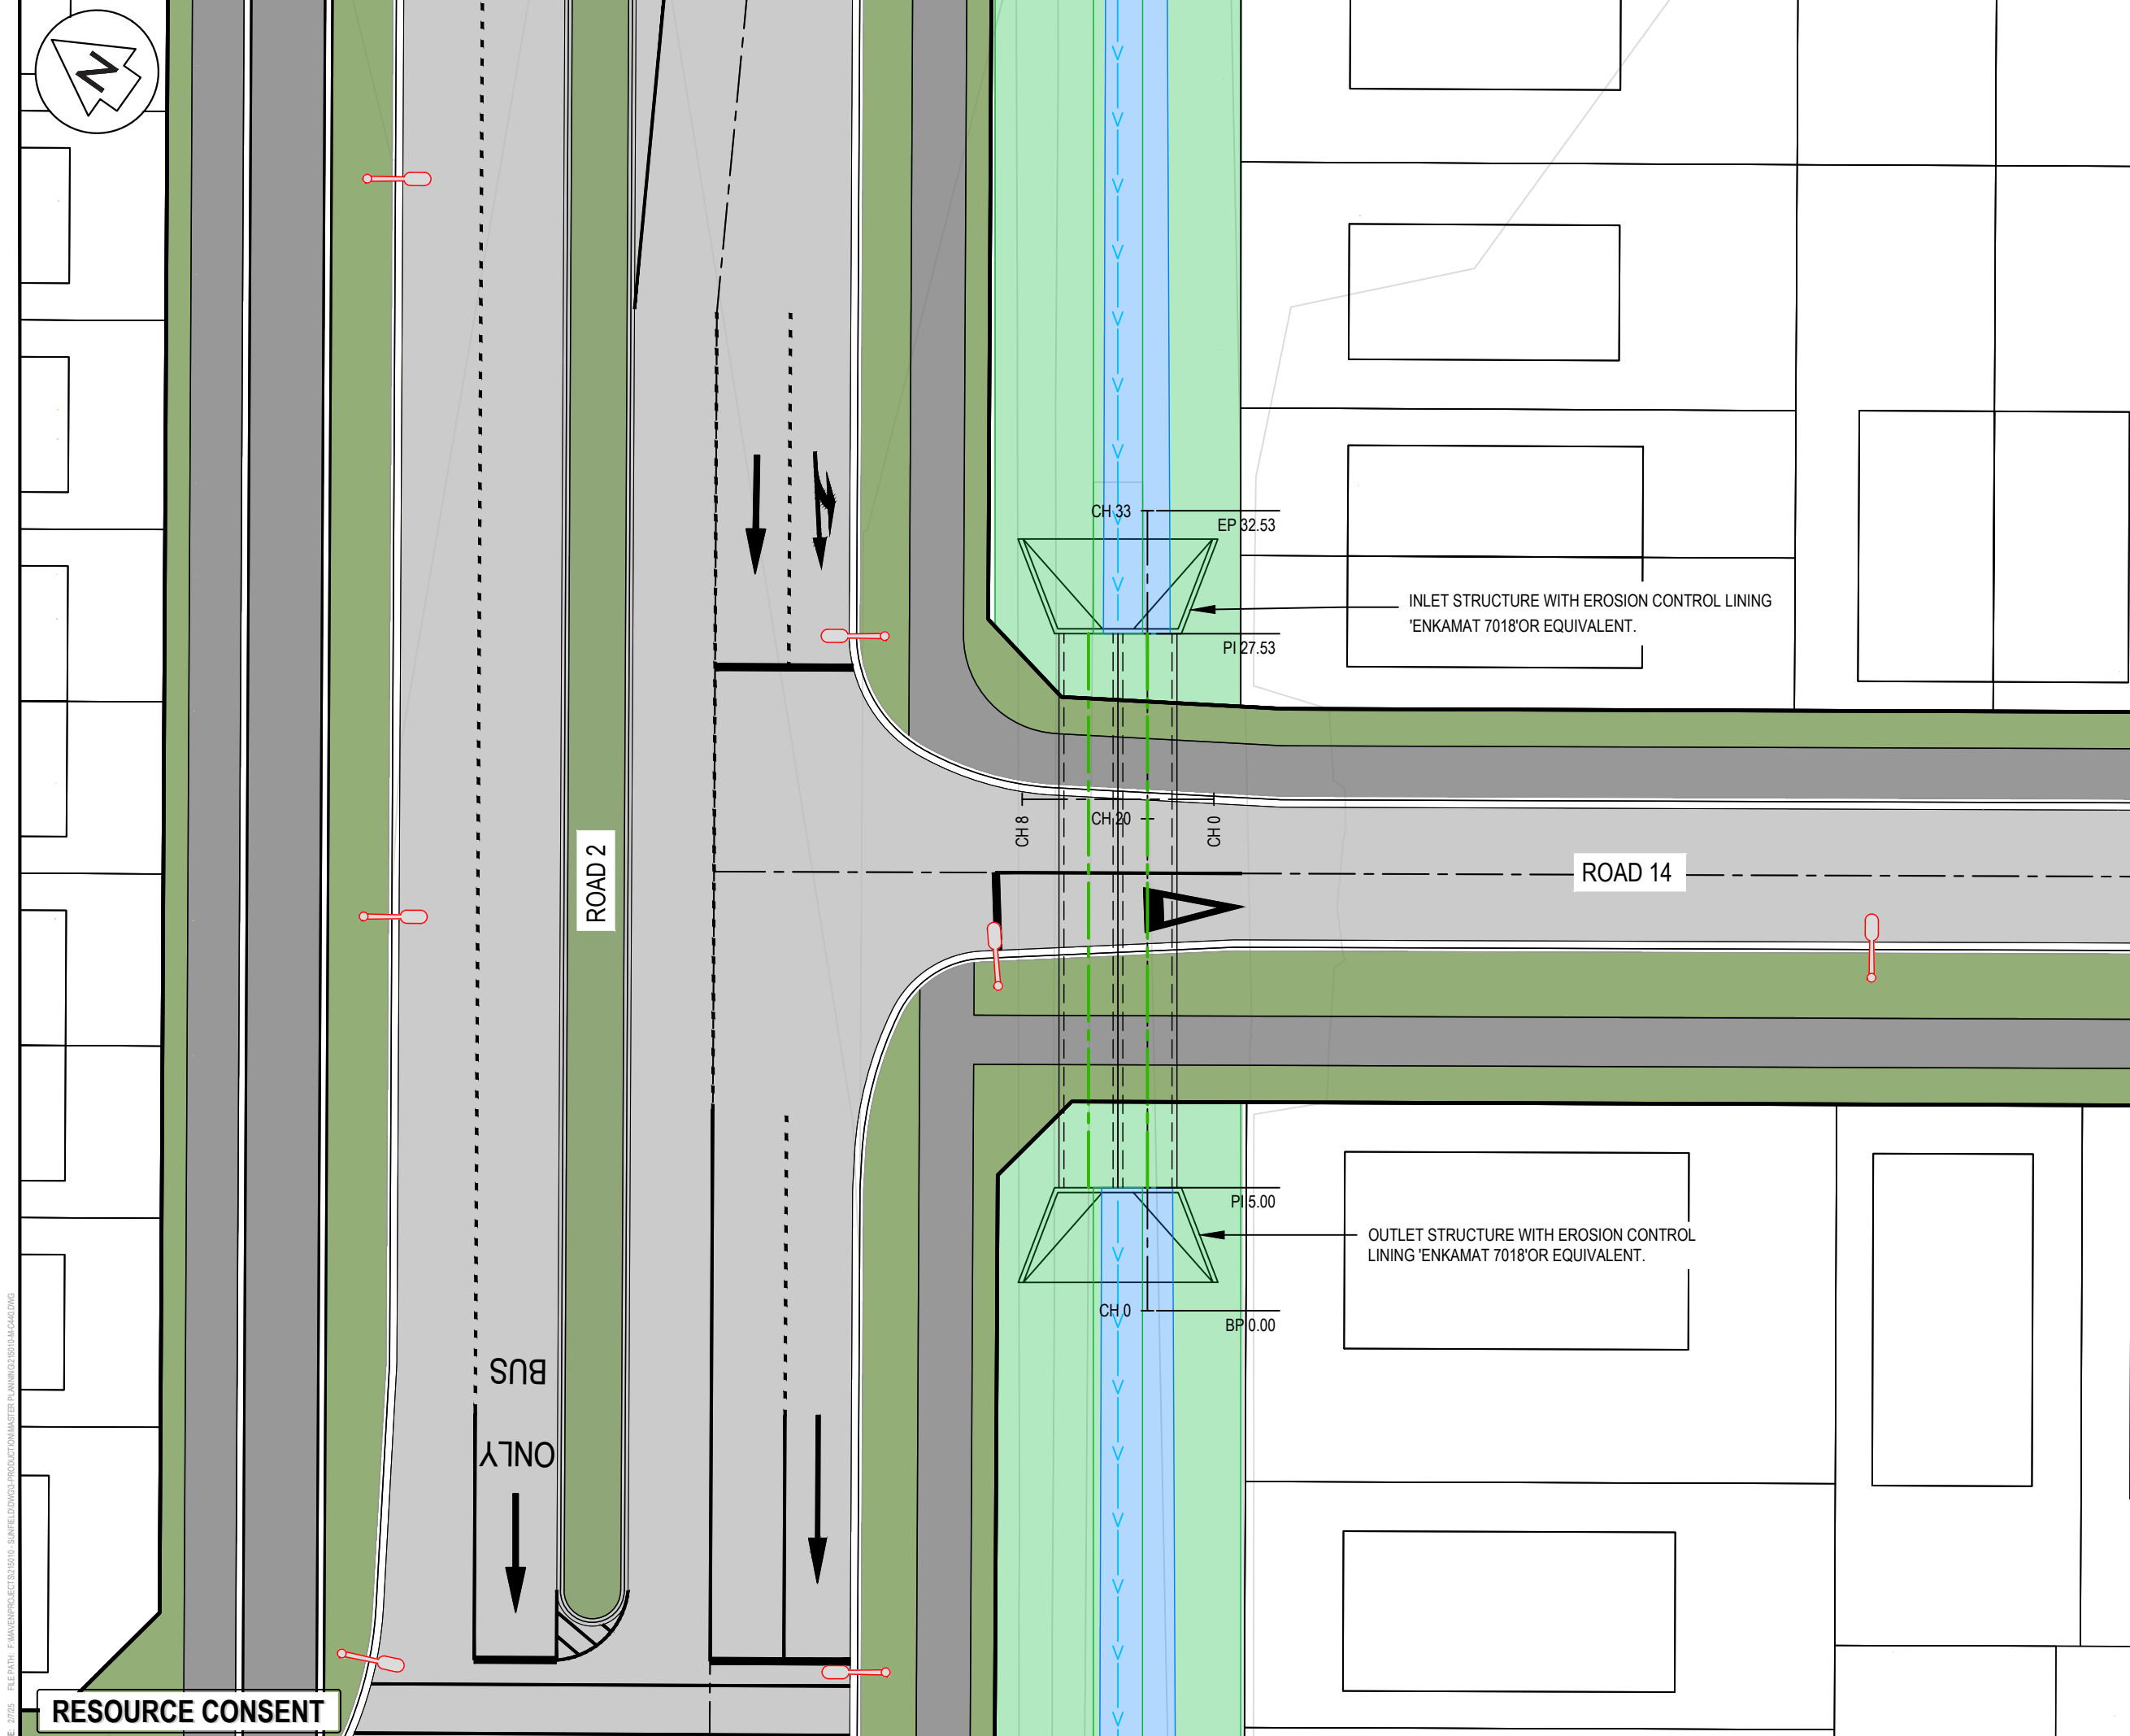 N
CH 33
EP 32.53
INLET STRUCTURE WITH EROSION CONTROL LINING
'ENKAMAT 7018'OR EQUIVALENT.
PI 27.53
CH 8
CH 20
CH 0
ROAD 2
ROAD 14
PI 5.00
OUTLET STRUCTURE WITH EROSION CONTROL
LINING 'ENKAMAT 7018'OR EQUIVALENT.
CH 0
BP 0.00
BUS
ONLY
RESOURCE CONSENT